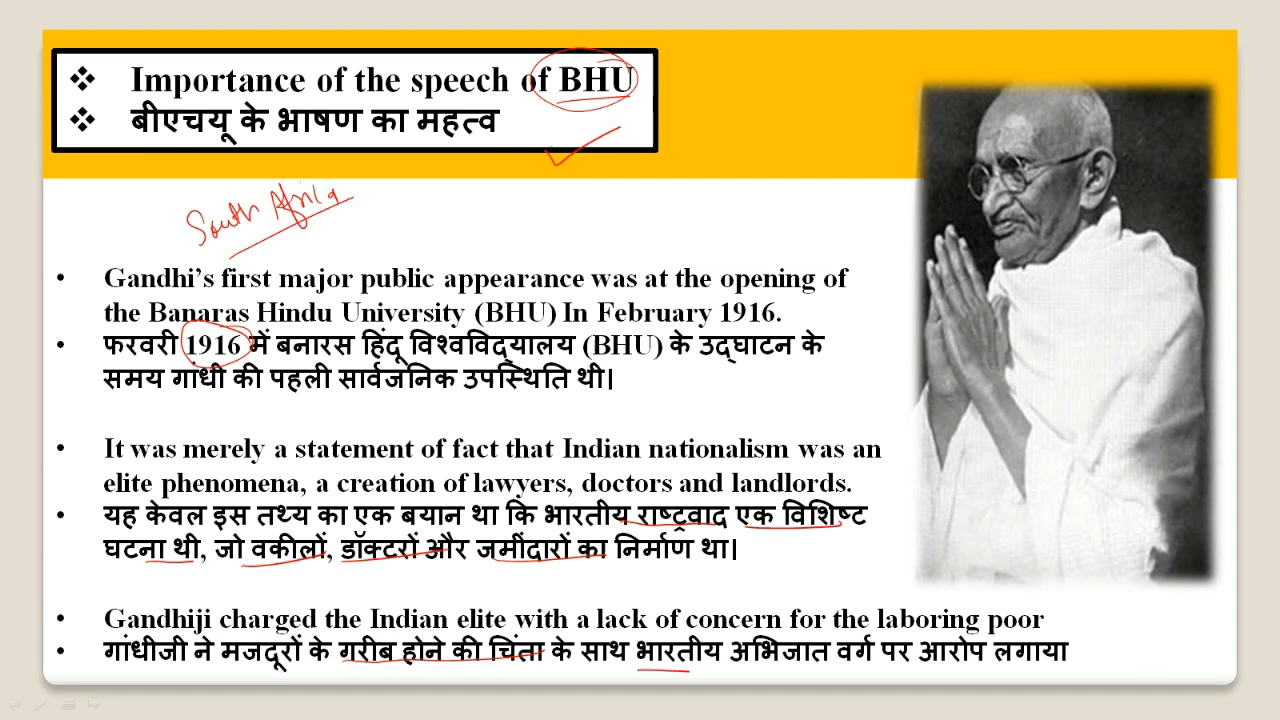 ❖ Importance of the speech of BHU
❖ बीएचयू के भाषण का महत्व
South Africa
• Gandhi's first major public appearance was at the opening of
the Banaras Hindu University (BHU) In February 1916.
• फरवरी 1916 में बनारस हिंदू विश्वविद्यालय (BHU) के उद्घाटन के
समय गांधी की पहली सार्वजनिक उपस्थिति थी।
• It was merely a statement of fact that Indian nationalism was an
elite phenomena, a creation of lawyers, doctors and landlords.
• यह केवल इस तथ्य का एक बयान था कि भारतीय राष्ट्रवाद एक विशिष्ट
घटना थी, जो वकीलों, डॉक्टरों और जमींदारों का निर्माण था।
• Gandhiji charged the Indian elite with a lack of concern for the laboring poor
• गांधीजी ने मजदूरों के गरीब होने की चिंता के साथ भारतीय अभिजात वर्ग पर आरोप लगाया